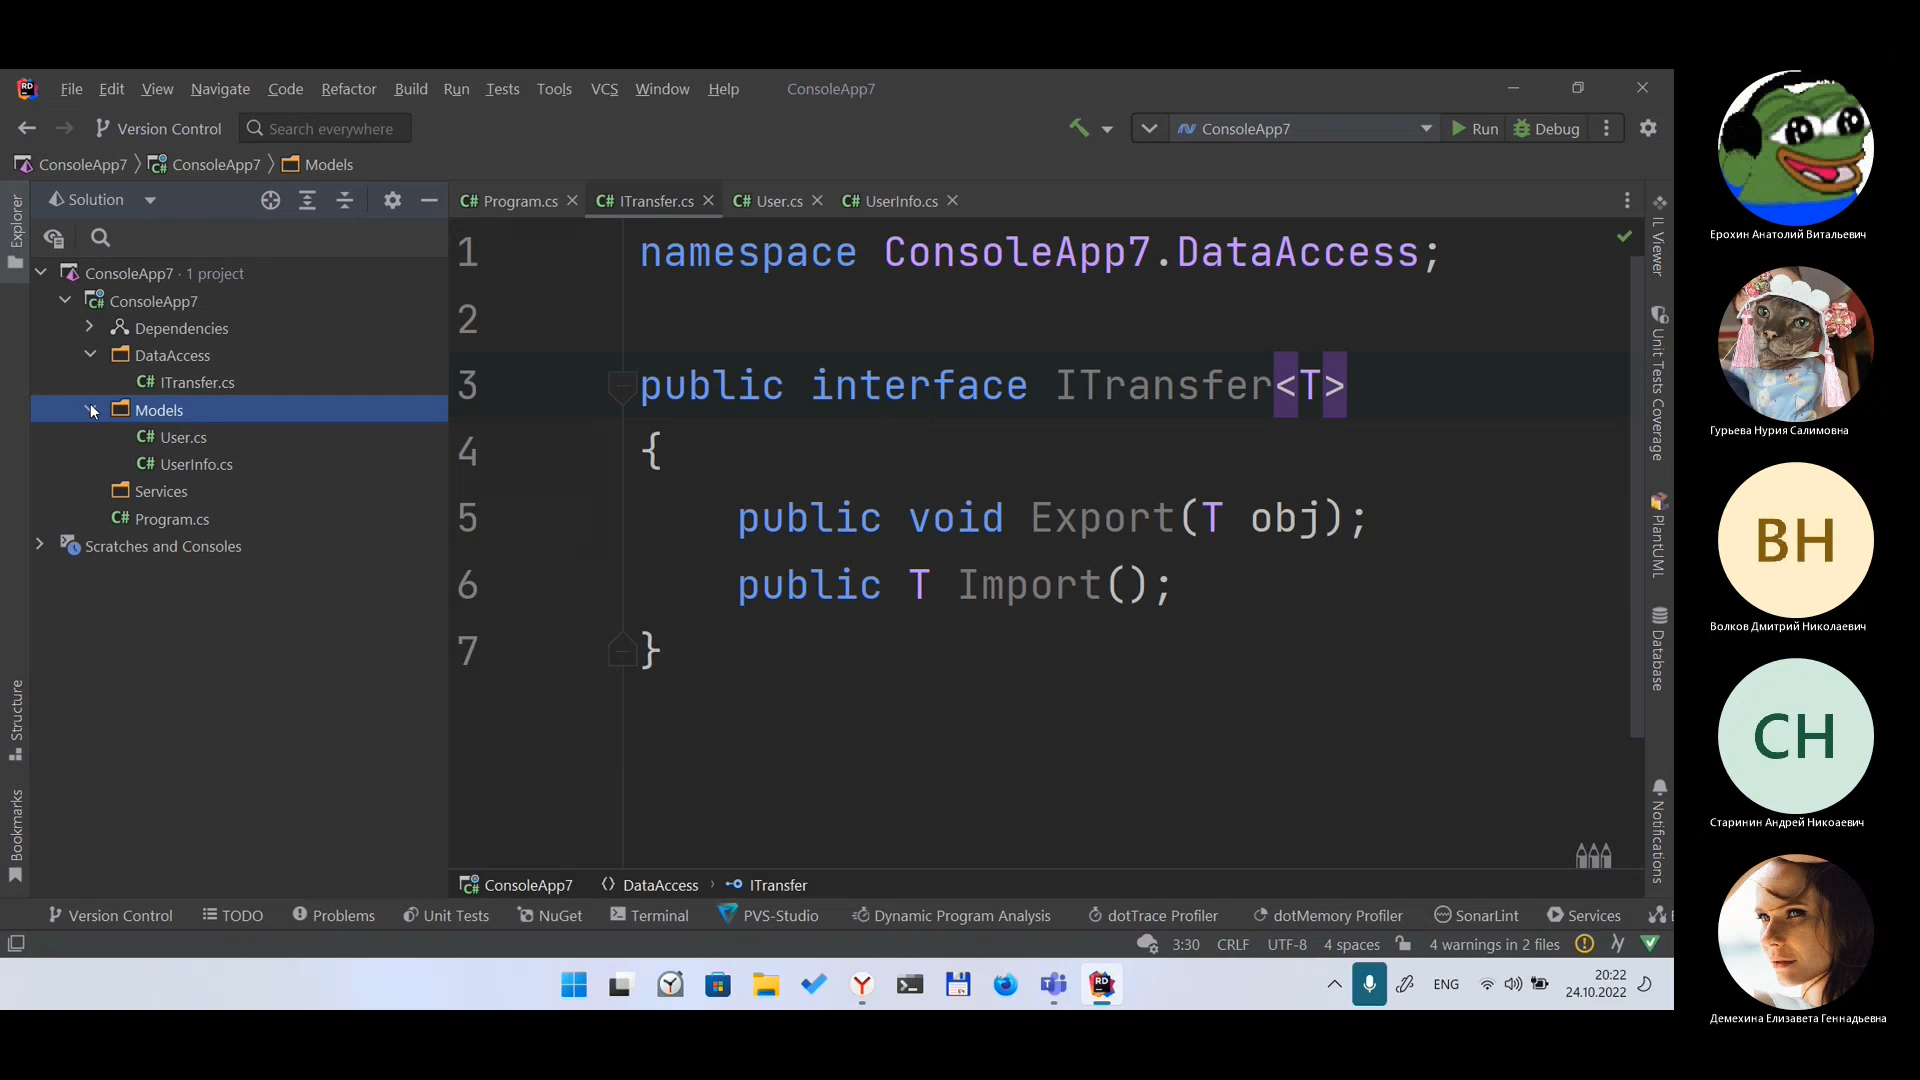 File Edit View Navigate Code Refactor Build Run Tests Tools VCS Window Help ConsoleApp7
Version Control Search everywhere ConsoleApp7 Run Debug
ConsoleApp7 ConsoleApp7 Models
Solution
Program.cs ITransfer.cs User.cs UserInfo.cs
Explorer
ConsoleApp7 · 1 project
ConsoleApp7
Dependencies
DataAccess
C# ITransfer.cs
Models
C# User.cs
C# UserInfo.cs
Services
C# Program.cs
Scratches and Consoles
Structure
Bookmarks
1 namespace ConsoleApp7.DataAccess;
2
3 public interface ITransfer<T>
4 {
5 public void Export(T obj);
6 public T Import();
7 }
IL Viewer
Unit Tests Coverage
PlantUML
Database
Notifications
ConsoleApp7 DataAccess ITransfer
Version Control TODO Problems Unit Tests NuGet Terminal PVS-Studio Dynamic Program Analysis dotTrace Profiler dotMemory Profiler SonarLint Services
3:30 CRLF UTF-8 4 spaces 4 warnings in 2 files
ENG 20:22
24.10.2022
Ерохин Анатолий Витальевич
Гурьева Нурия Салимовна
ВН
Волков Дмитрий Николаевич
СН
Старинин Андрей Никоаевич
Демехина Елизавета Геннадьевна